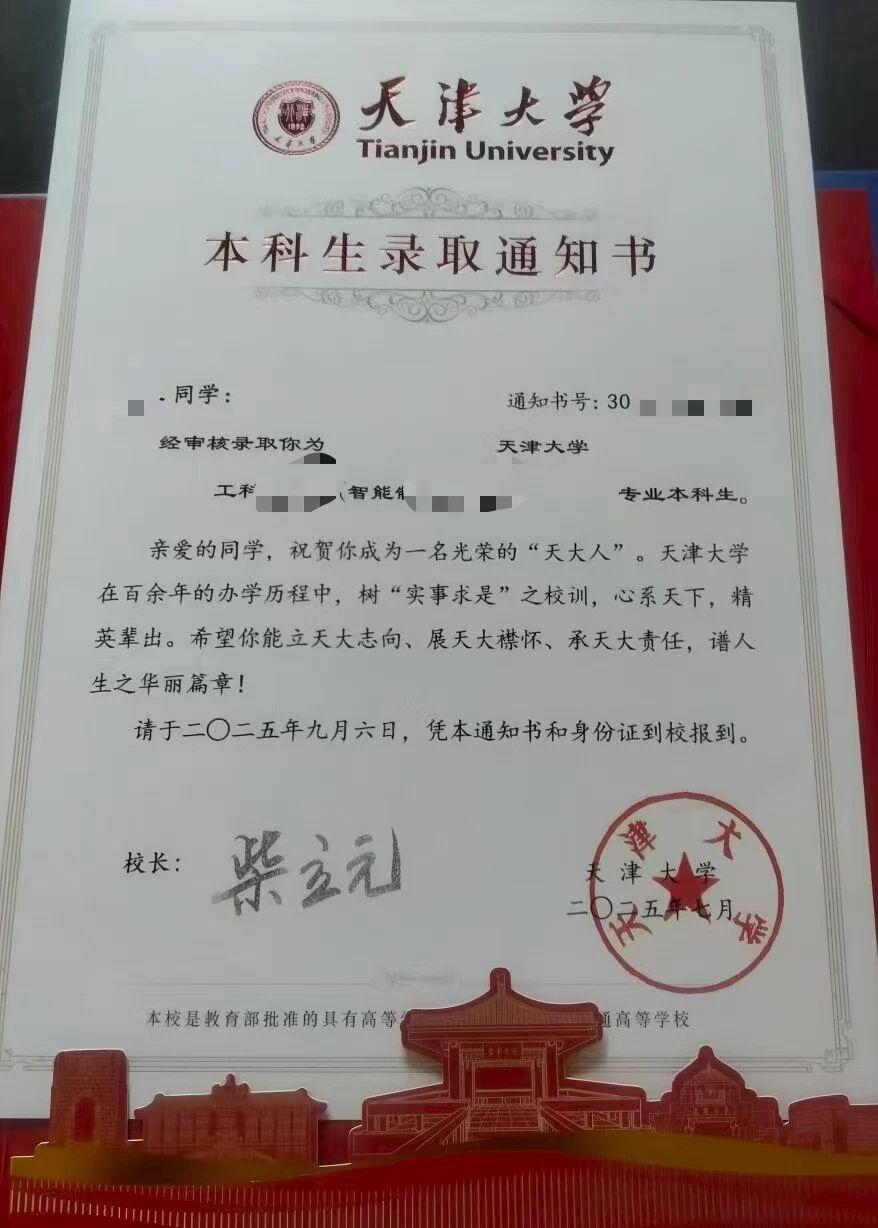 天津大学
Tianjin University
本科生录取通知书
同学：
通知书号：30
经审核录取你为
天津大学
工科
（智能
专业本科生。
亲爱的同学，祝贺你成为一名光荣的“天大人”。天津大学
在百余年的办学历程中，树“实事求是”之校训，心系天下，精
英辈出。希望你能立天大志向、展天大襟怀、承天大责任，谱人
生之华丽篇章！
请于二〇二五年九月六日，凭本通知书和身份证到校报到。
校长：
柴立元
天津大学
二〇二五年七月
天津大学
本校是教育部批准的具有高等
通高等学校